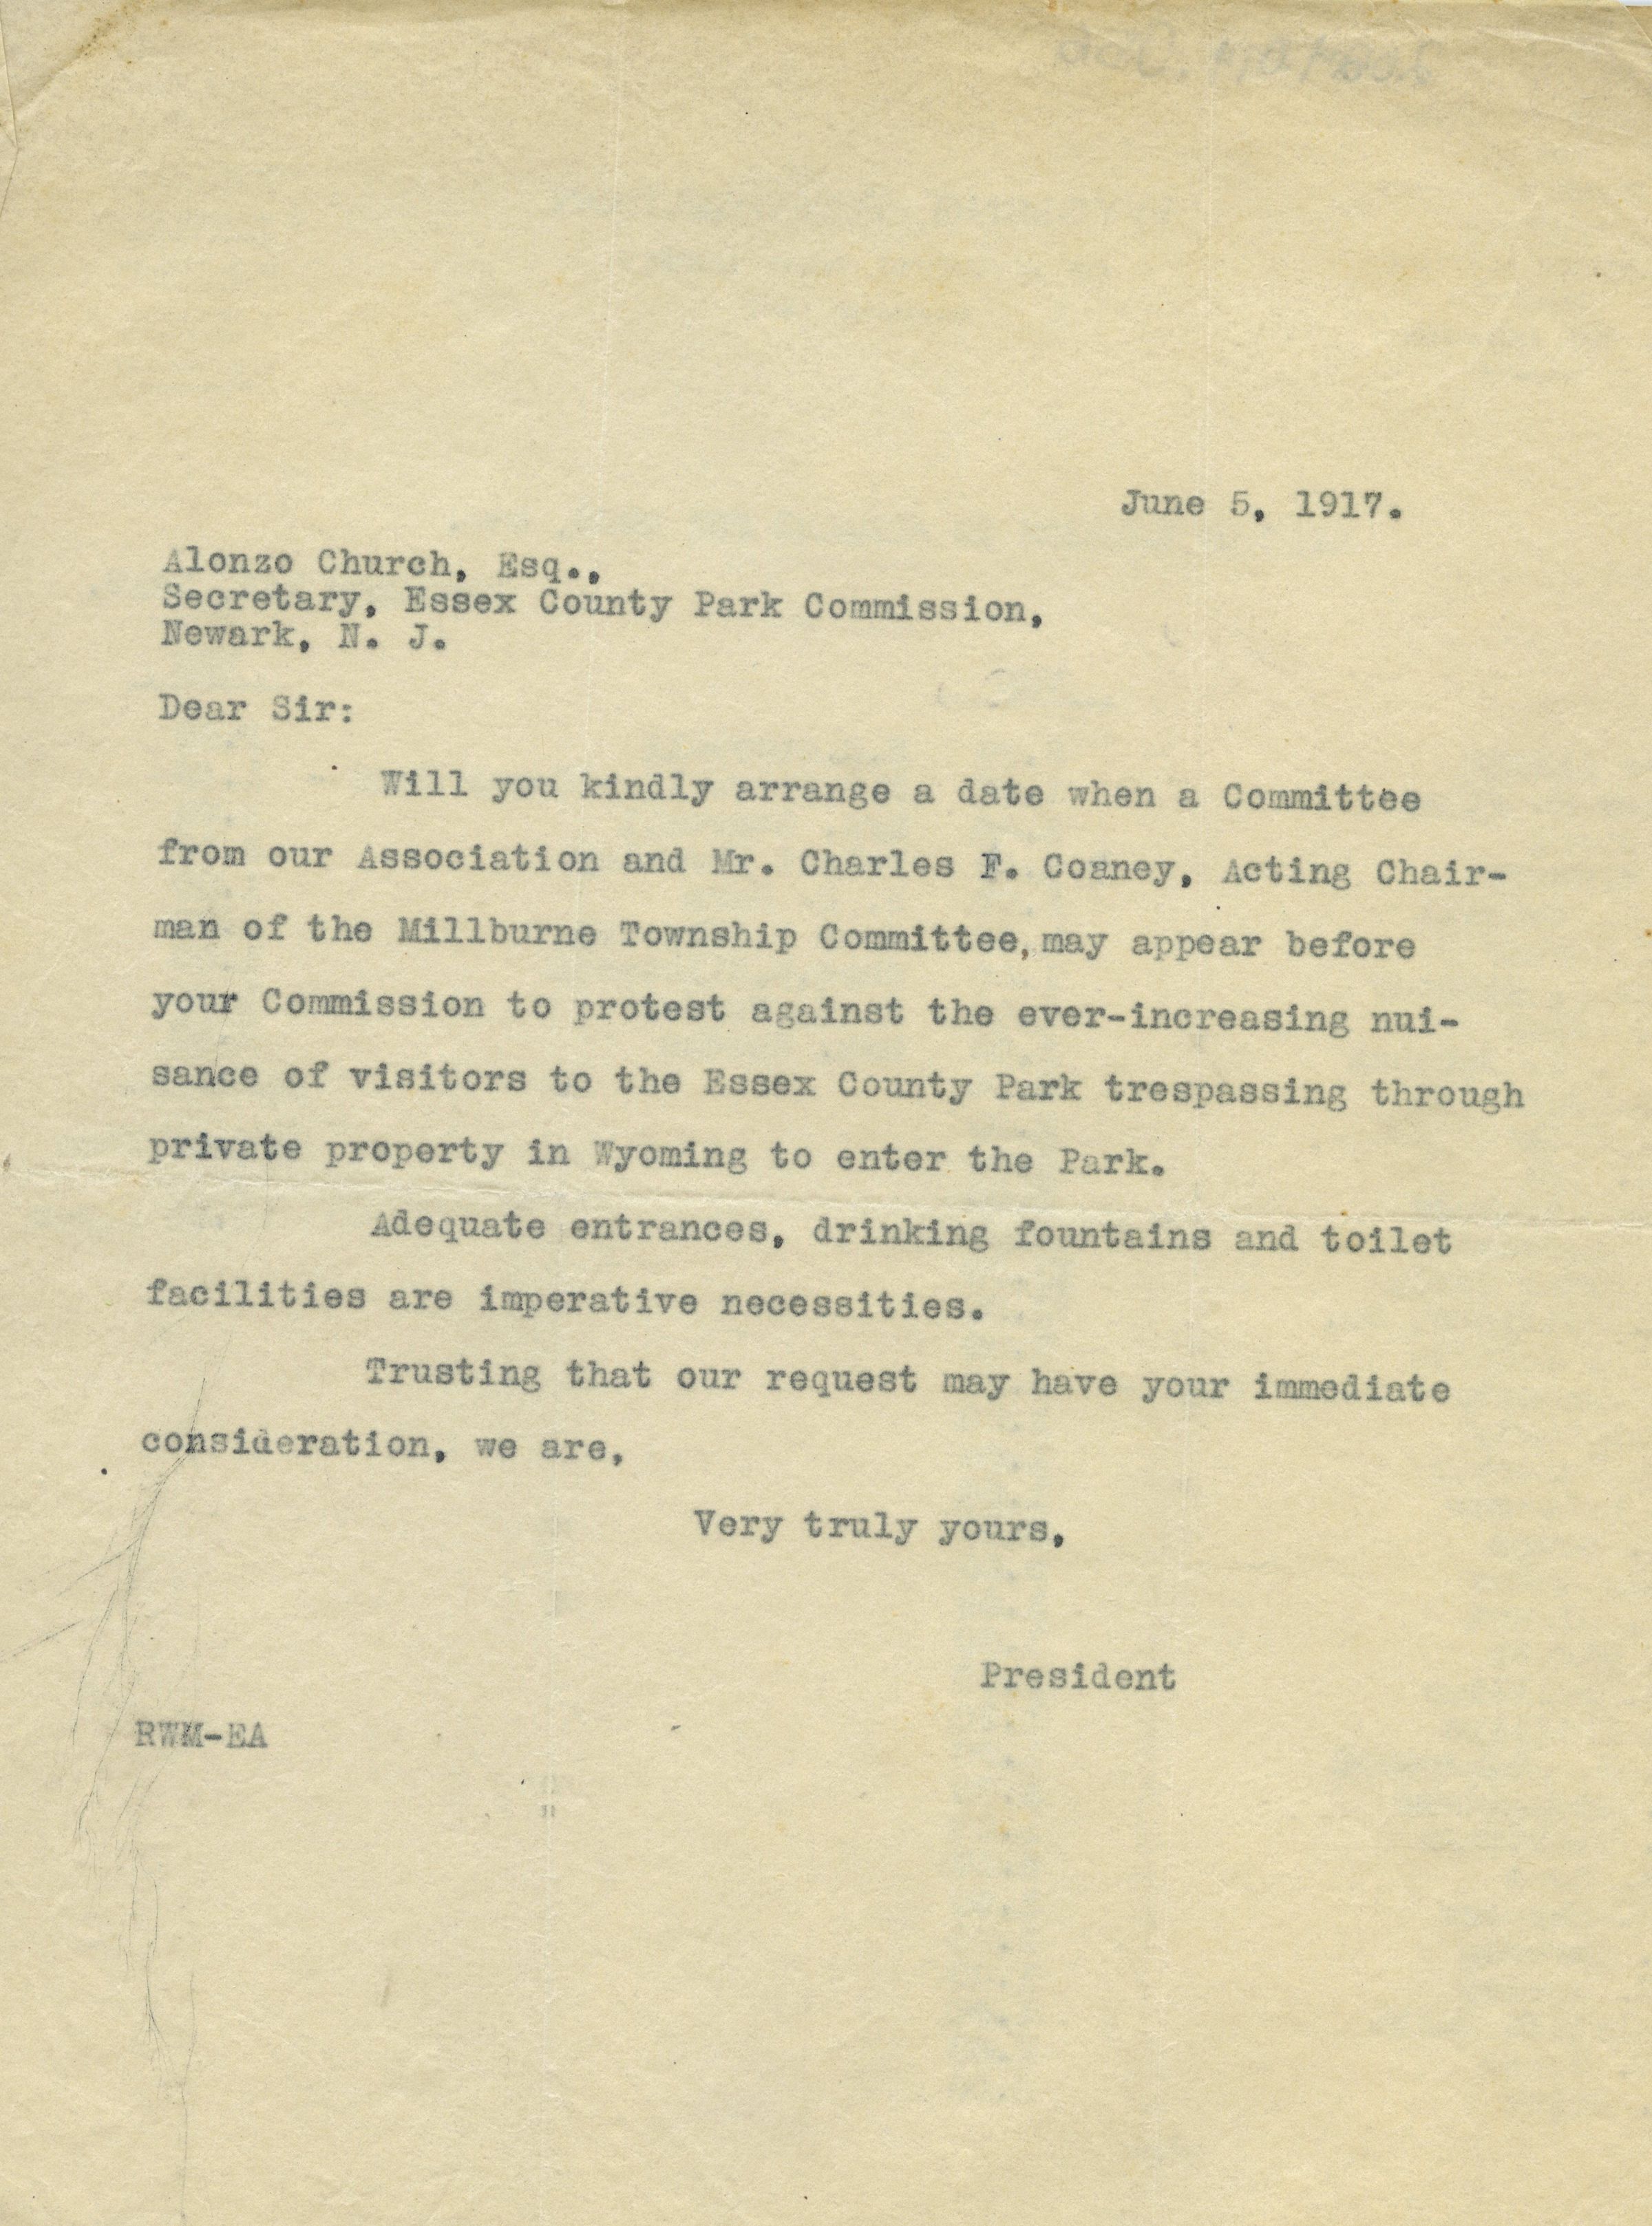 June 5, 1917.
Alonzo Church, Esq.,
Secretary, Essex County Park Commission,
Newark, N. J.
Dear Sir:
Will you kindly arrange a date when a Committee
from our Association and Mr. Charles F. Coaney, Acting Chair-
man of the Millburne Township Committee, may appear before
your Commission to protest against the ever-increasing nui-
sance of visitors to the Essex County Park trespassing through
private property in Wyoming to enter the Park.
Adequate entrances, drinking fountains and toilet
facilities are imperative necessities.
Trusting that our request may have your immediate
consideration, we are,
Very truly yours,
President
RWM-EA